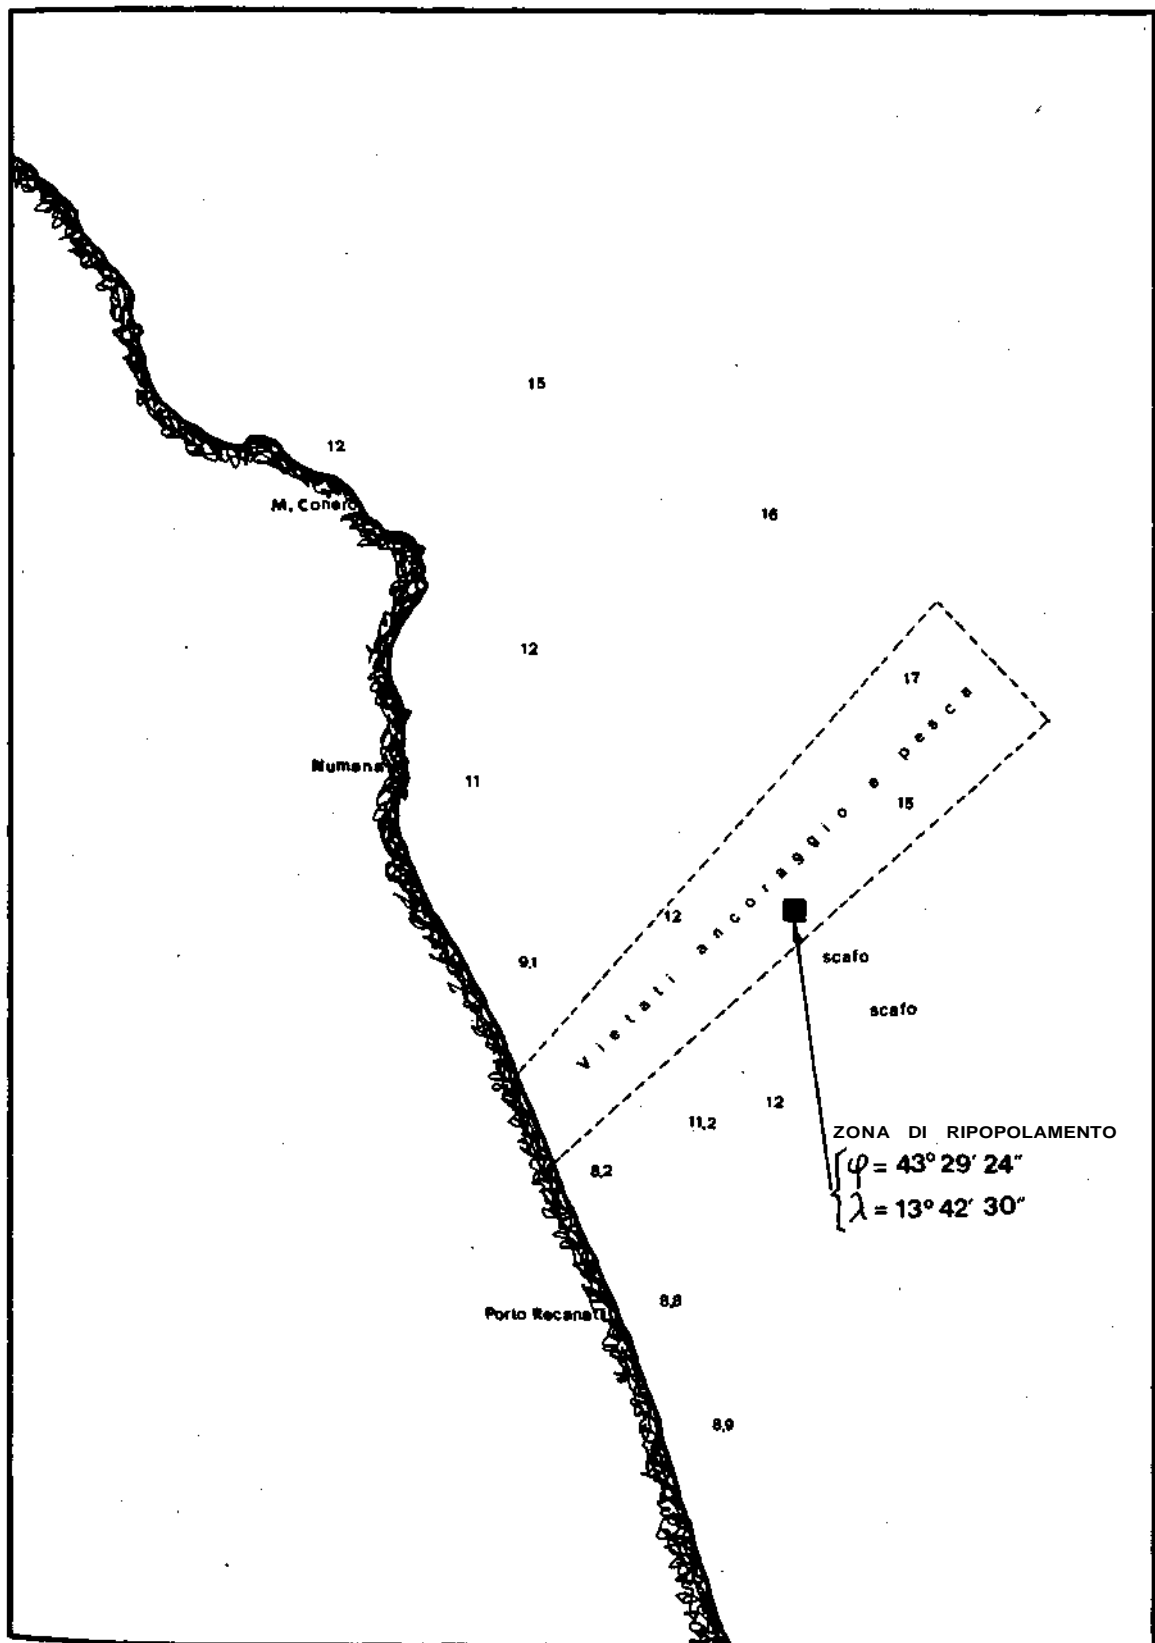 15
12
M. Conero
16
12
17
Numana
11
15
Vietati ancoraggio e pesca
12
9,1
scafo
scafo
12
11,2
ZONA DI RIPOPOLAMENTO
φ = 43° 29' 24"
8,2
λ = 13° 42' 30"
8,8
Porto Recanati
8,9